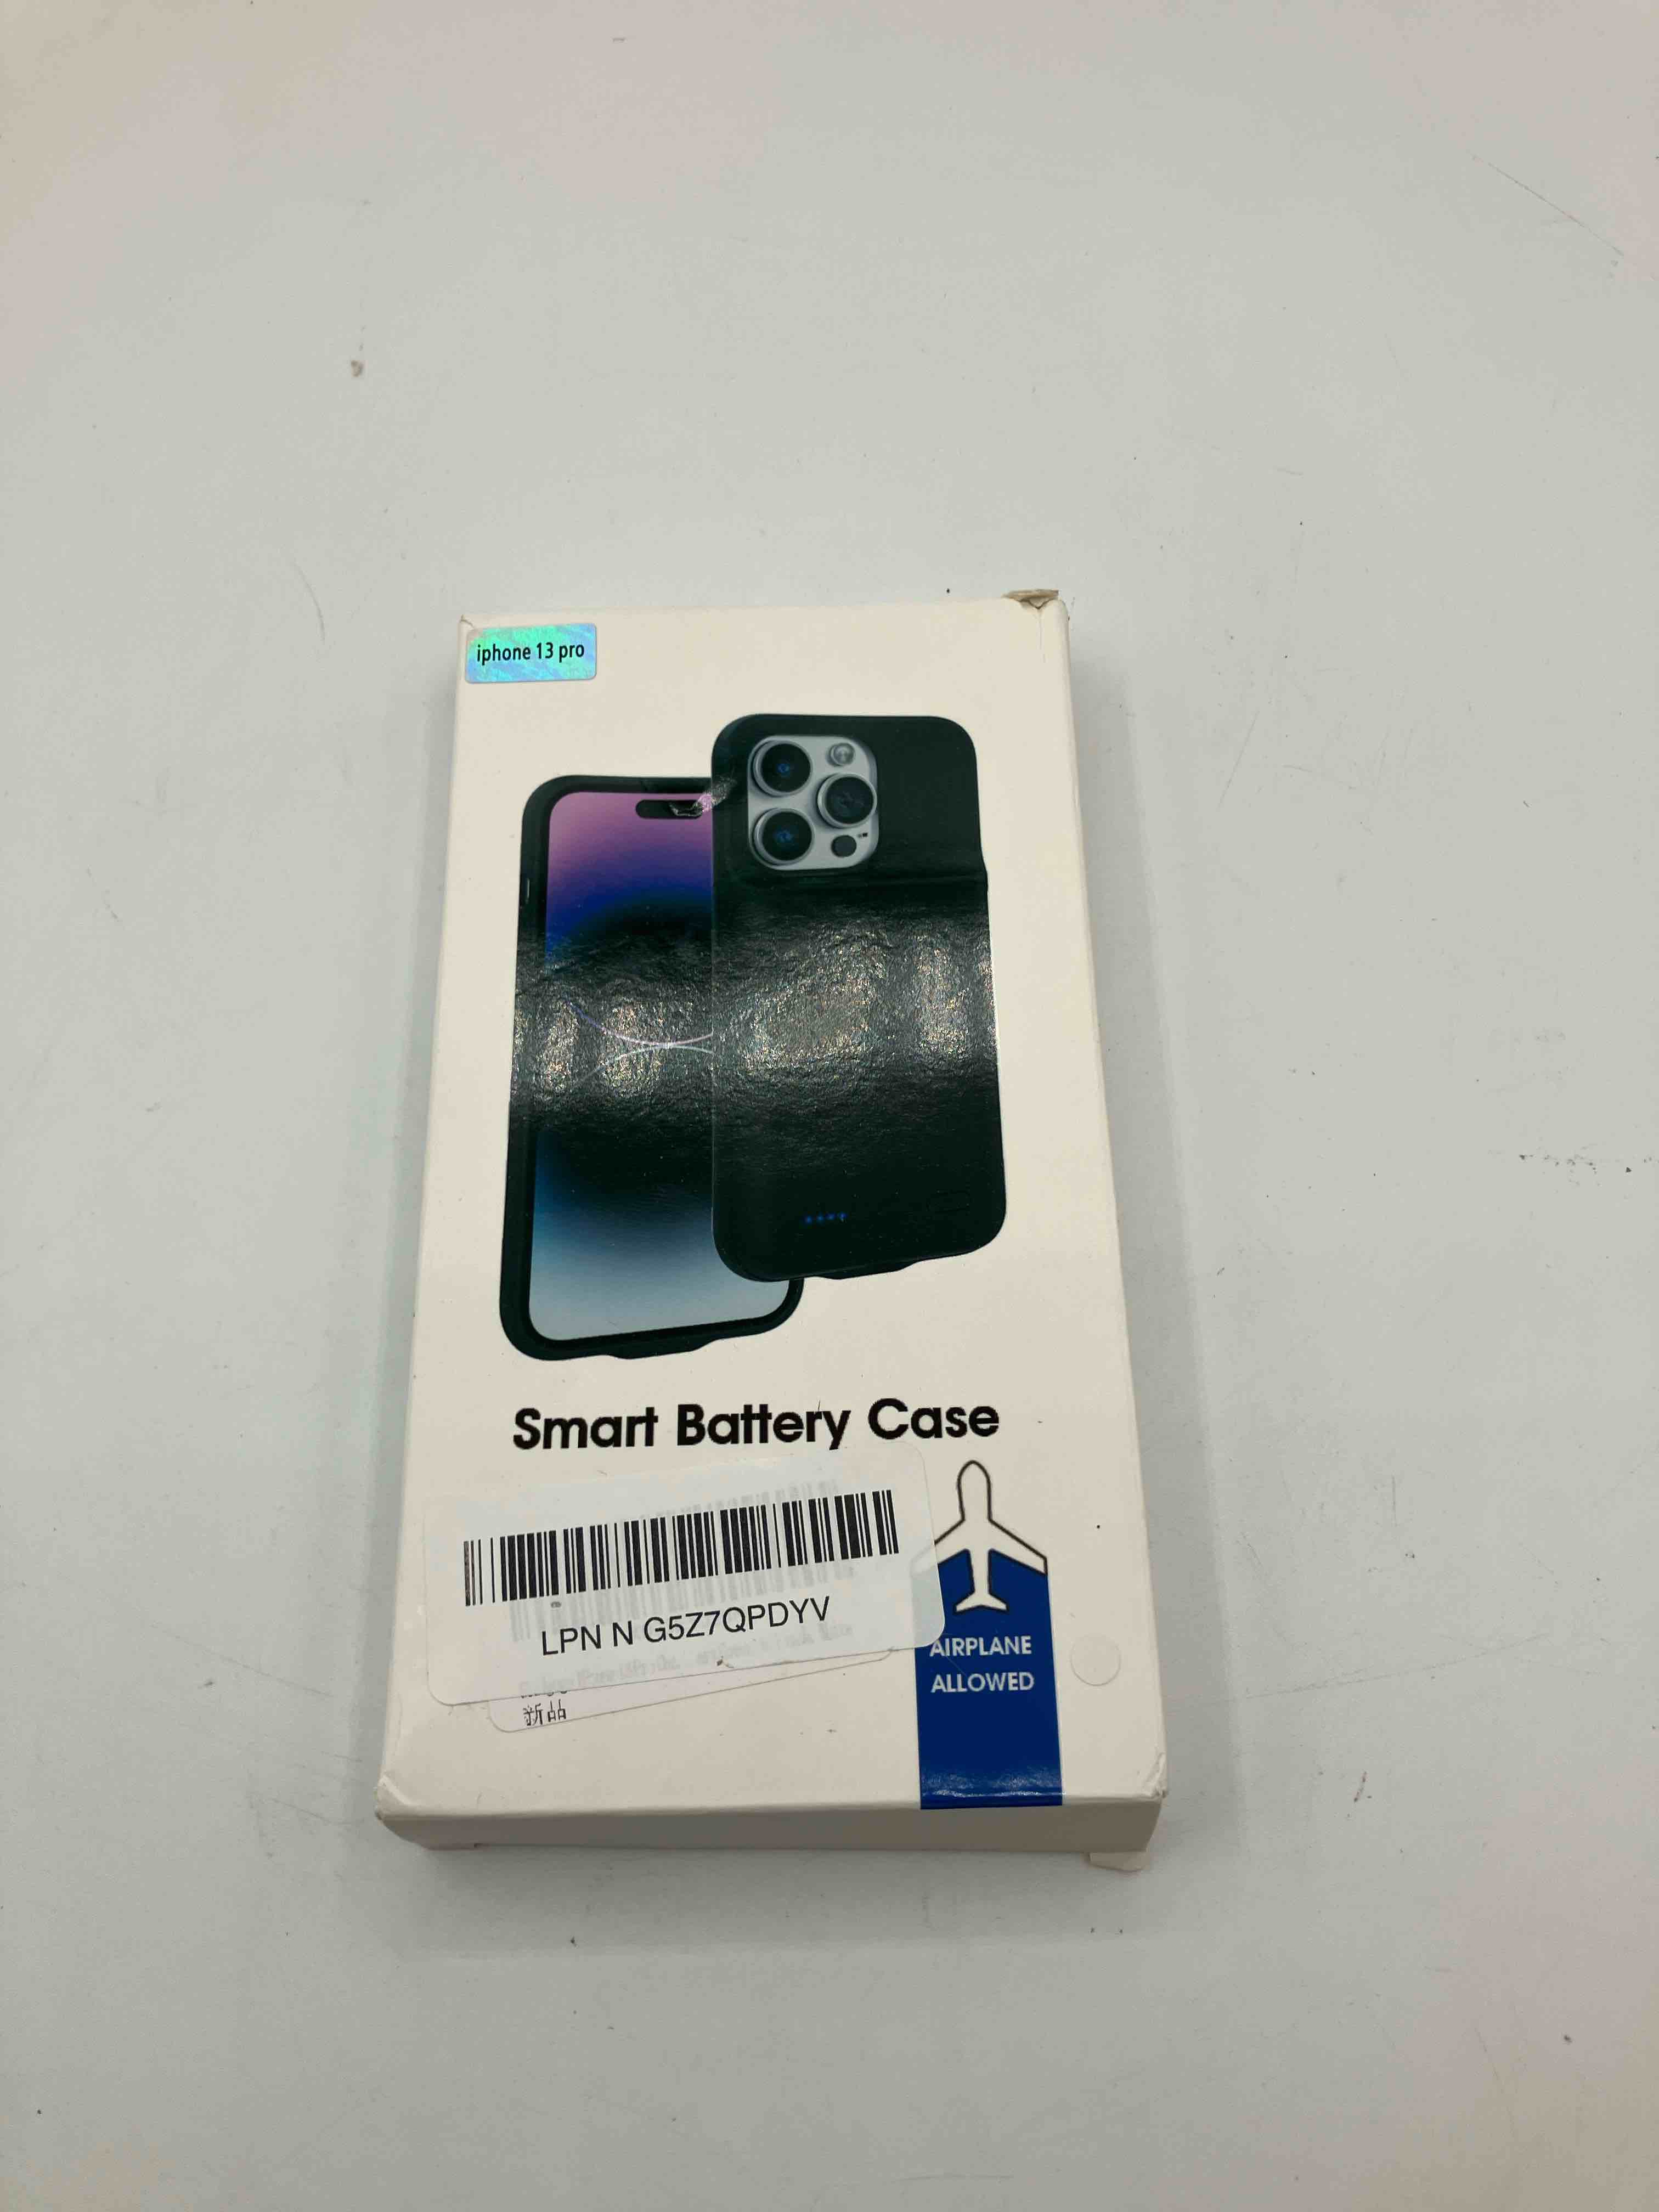 iphone 13 pro
Smart Battery Case
LPN N G5Z7QPDYV
新品
AIRPLANE
ALLOWED